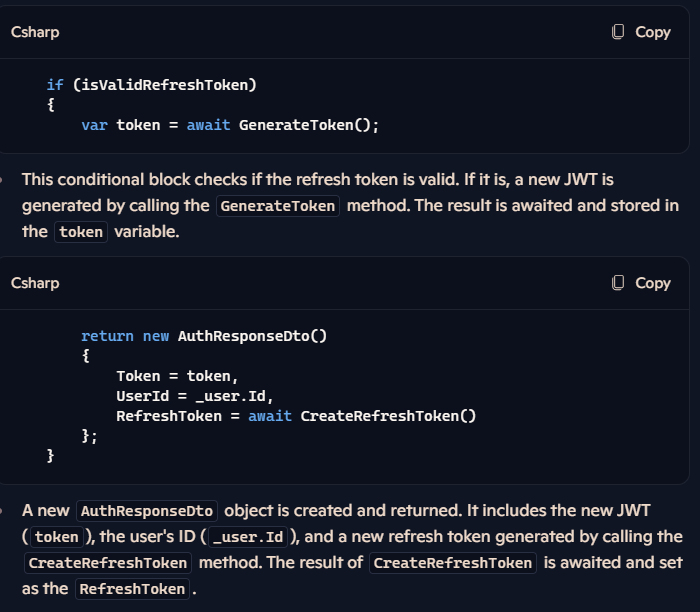 Csharp Copy
if (isValidRefreshToken)
{
var token = await GenerateToken();
This conditional block checks if the refresh token is valid. If it is, a new JWT is
generated by calling the GenerateToken method. The result is awaited and stored in
the token variable.
Csharp Copy
return new AuthResponseDto()
{
Token = token,
UserId = _user.Id,
RefreshToken = await CreateRefreshToken()
};
}
A new AuthResponseDto object is created and returned. It includes the new JWT
(token), the user's ID (_user.Id), and a new refresh token generated by calling the
CreateRefreshToken method. The result of CreateRefreshToken is awaited and set
as the RefreshToken.